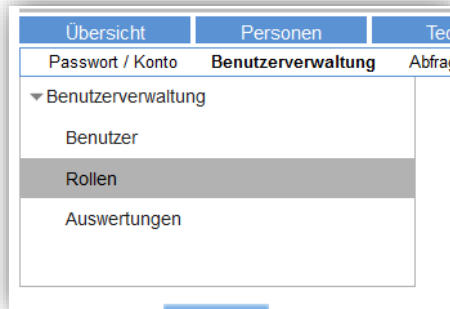 Übersicht Personen
Passwort / Konto Benutzerverwaltung
Benutzerverwaltung
Benutzer
Rollen
Auswertungen